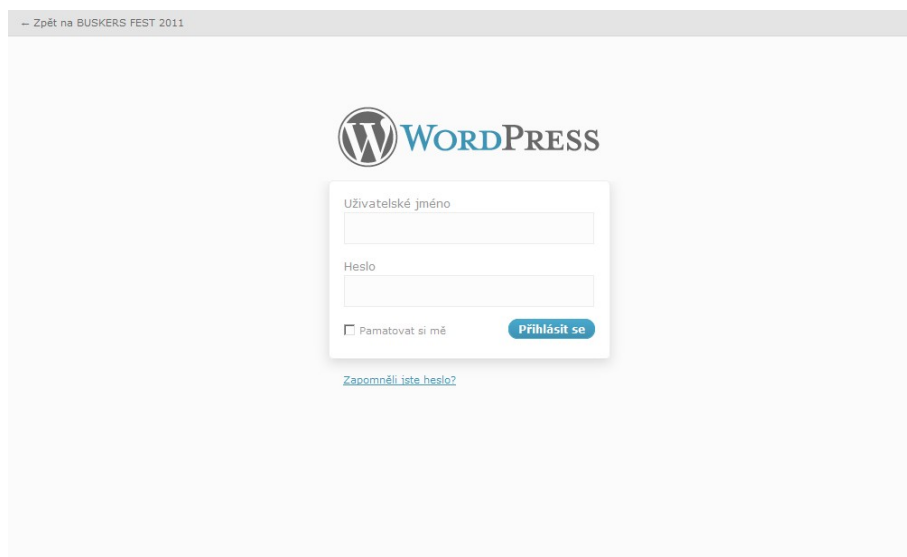 ← Zpět na BUSKERS FEST 2011
WORDPRESS
Uživatelské jméno
Heslo
Pamatovat si mě
Přihlásit se
Zapomněli jste heslo?